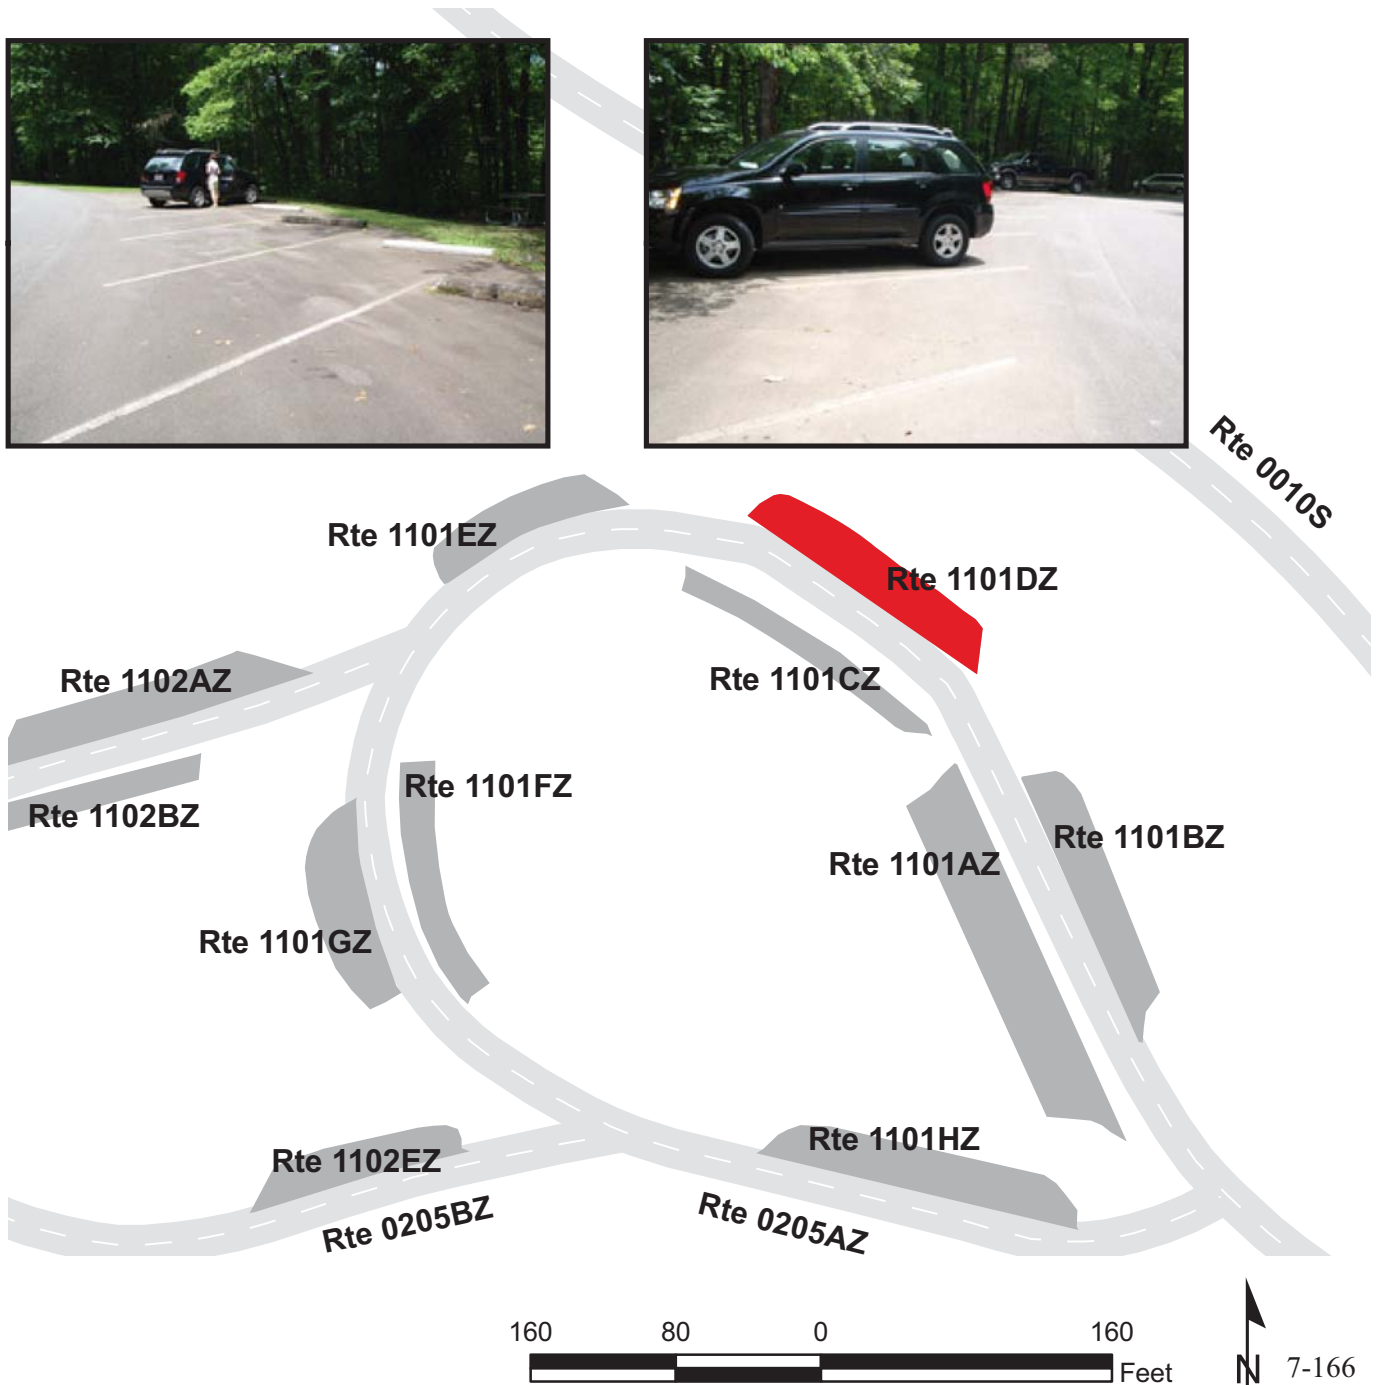 Rte 0010S
Rte 1101EZ
Rte 1101DZ
Rte 1102AZ
Rte 1101CZ
Rte 1101FZ
Rte 1102BZ
Rte 1101BZ
Rte 1101AZ
Rte 1101GZ
Rte 1101HZ
Rte 1102EZ
Rte 0205BZ
Rte 0205AZ
160 80 0 160
Feet
N
7-166